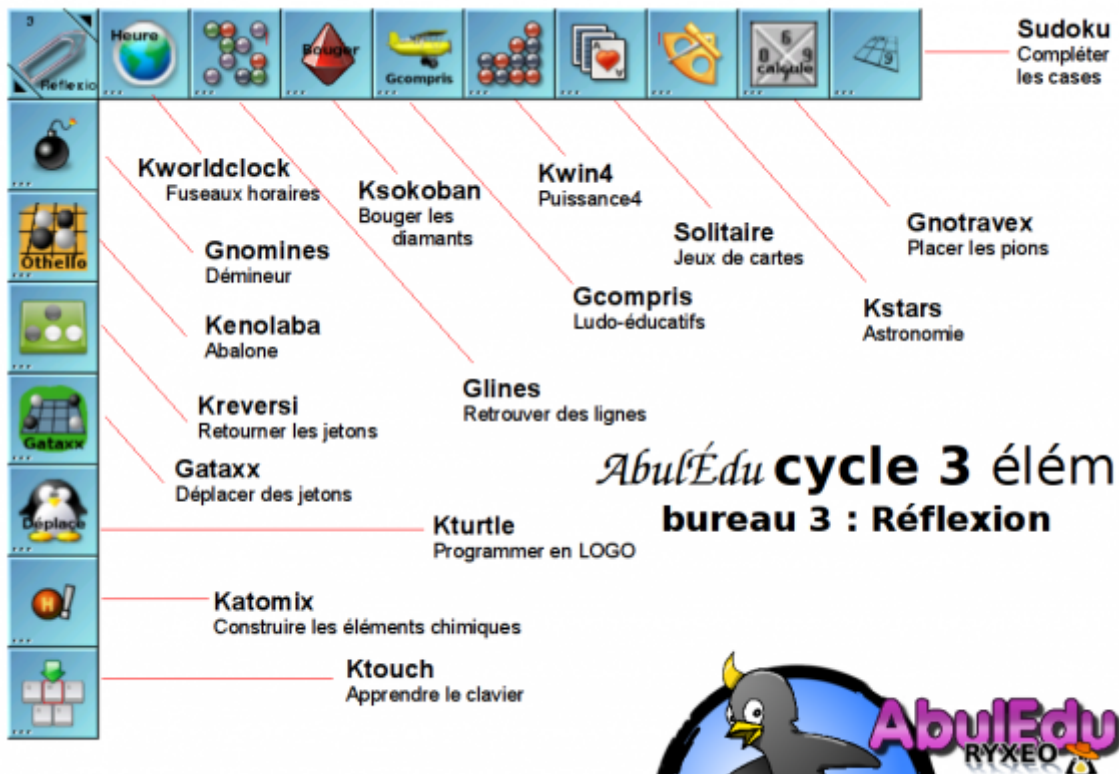 3
Réflexio
Heure
Bouger
Gcompris
6
8 9
calcule
9
Sudoku
Compléter
les cases
Othello
Gataxx
Déplace
H!
Kworldclock
Fuseaux horaires
Ksokoban
Bouger les
diamants
Kwin4
Puissance4
Solitaire
Jeux de cartes
Gnotravex
Placer les pions
Gnomines
Démineur
Gcompris
Ludo-éducatifs
Kstars
Astronomie
Kenolaba
Abalone
Glines
Retrouver des lignes
Kreversi
Retourner les jetons
Gataxx
Déplacer des jetons
AbulÉdu cycle 3 élém
bureau 3 : Réflexion
Kturtle
Programmer en LOGO
Katomix
Construire les éléments chimiques
Ktouch
Apprendre le clavier
AbulEdu
RYXEO